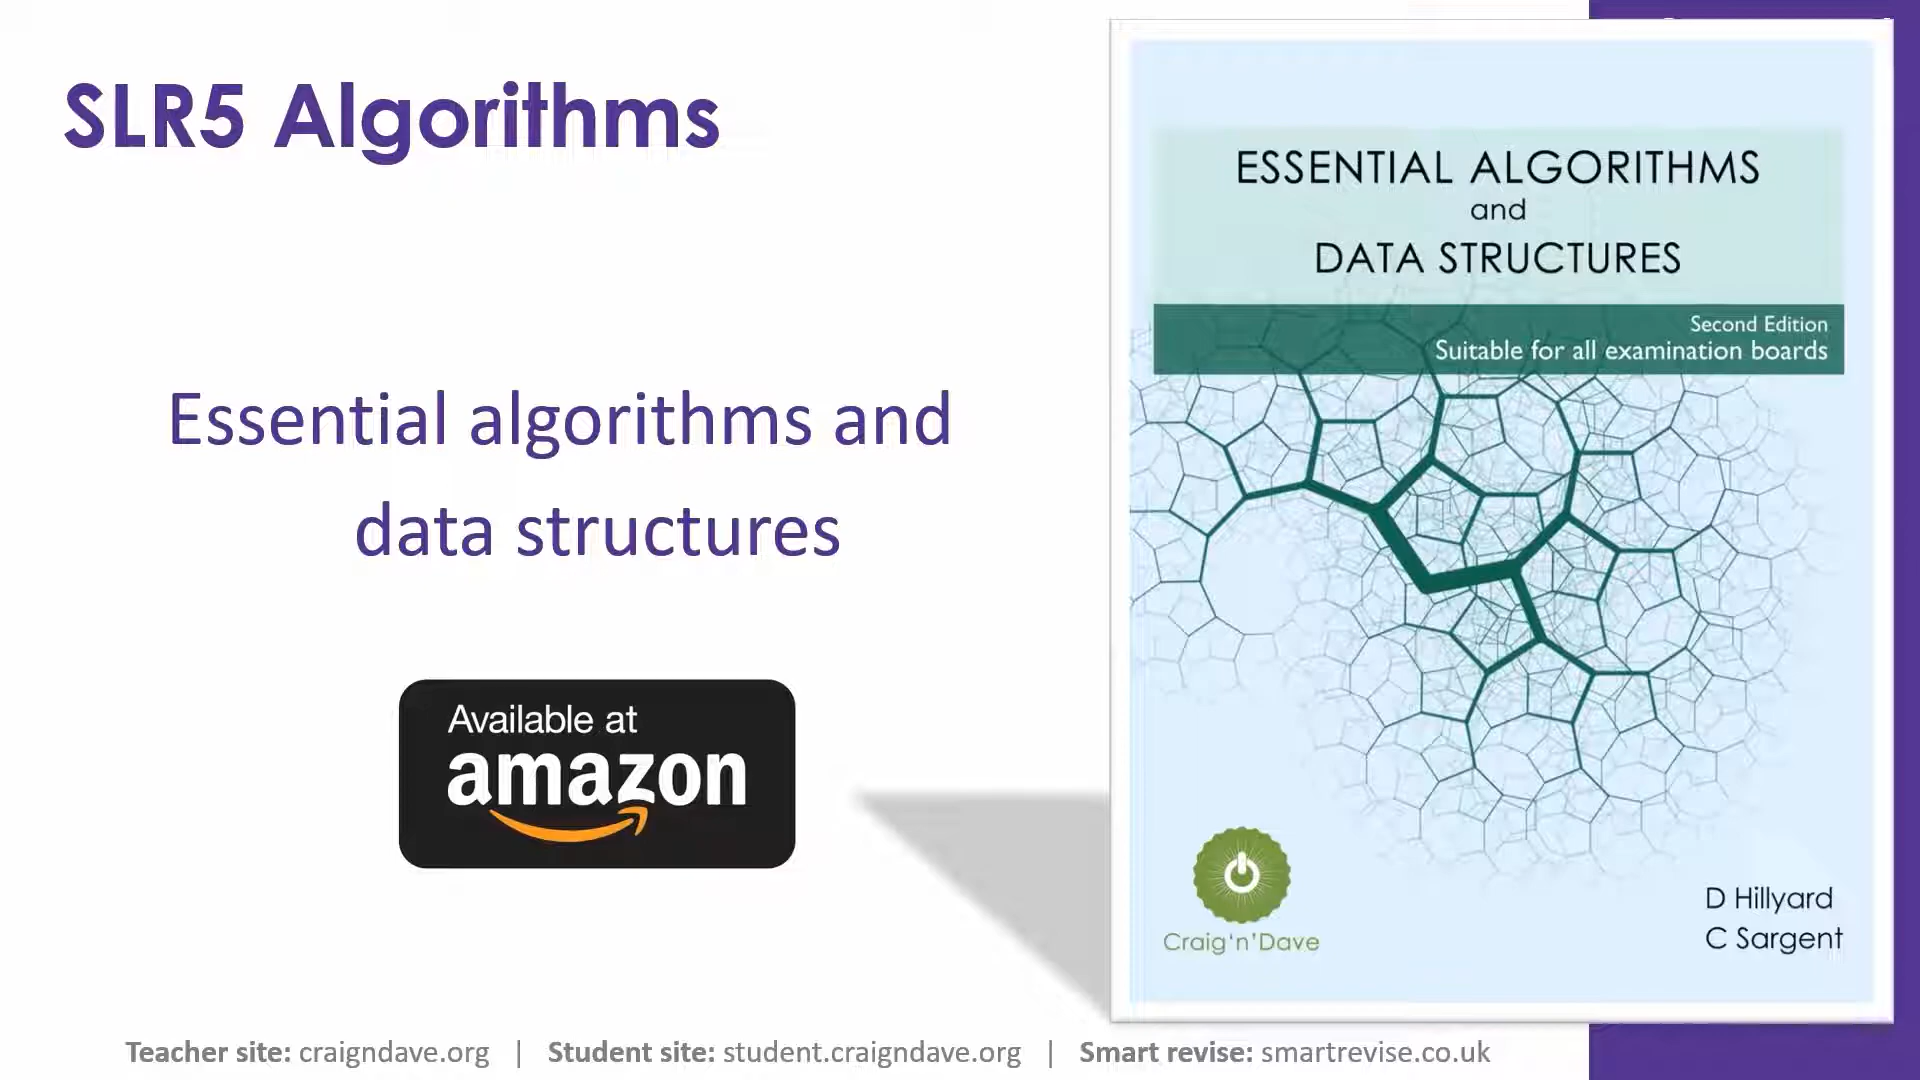 SLR5 Algorithms
Essential algorithms and
data structures
Available at
amazon
ESSENTIAL ALGORITHMS
and
DATA STRUCTURES
Second Edition
Suitable for all examination boards
Craig'n'Dave
D Hillyard
C Sargent
Teacher site: craigndave.org | Student site: student.craigndave.org | Smart revise: smartrevise.co.uk